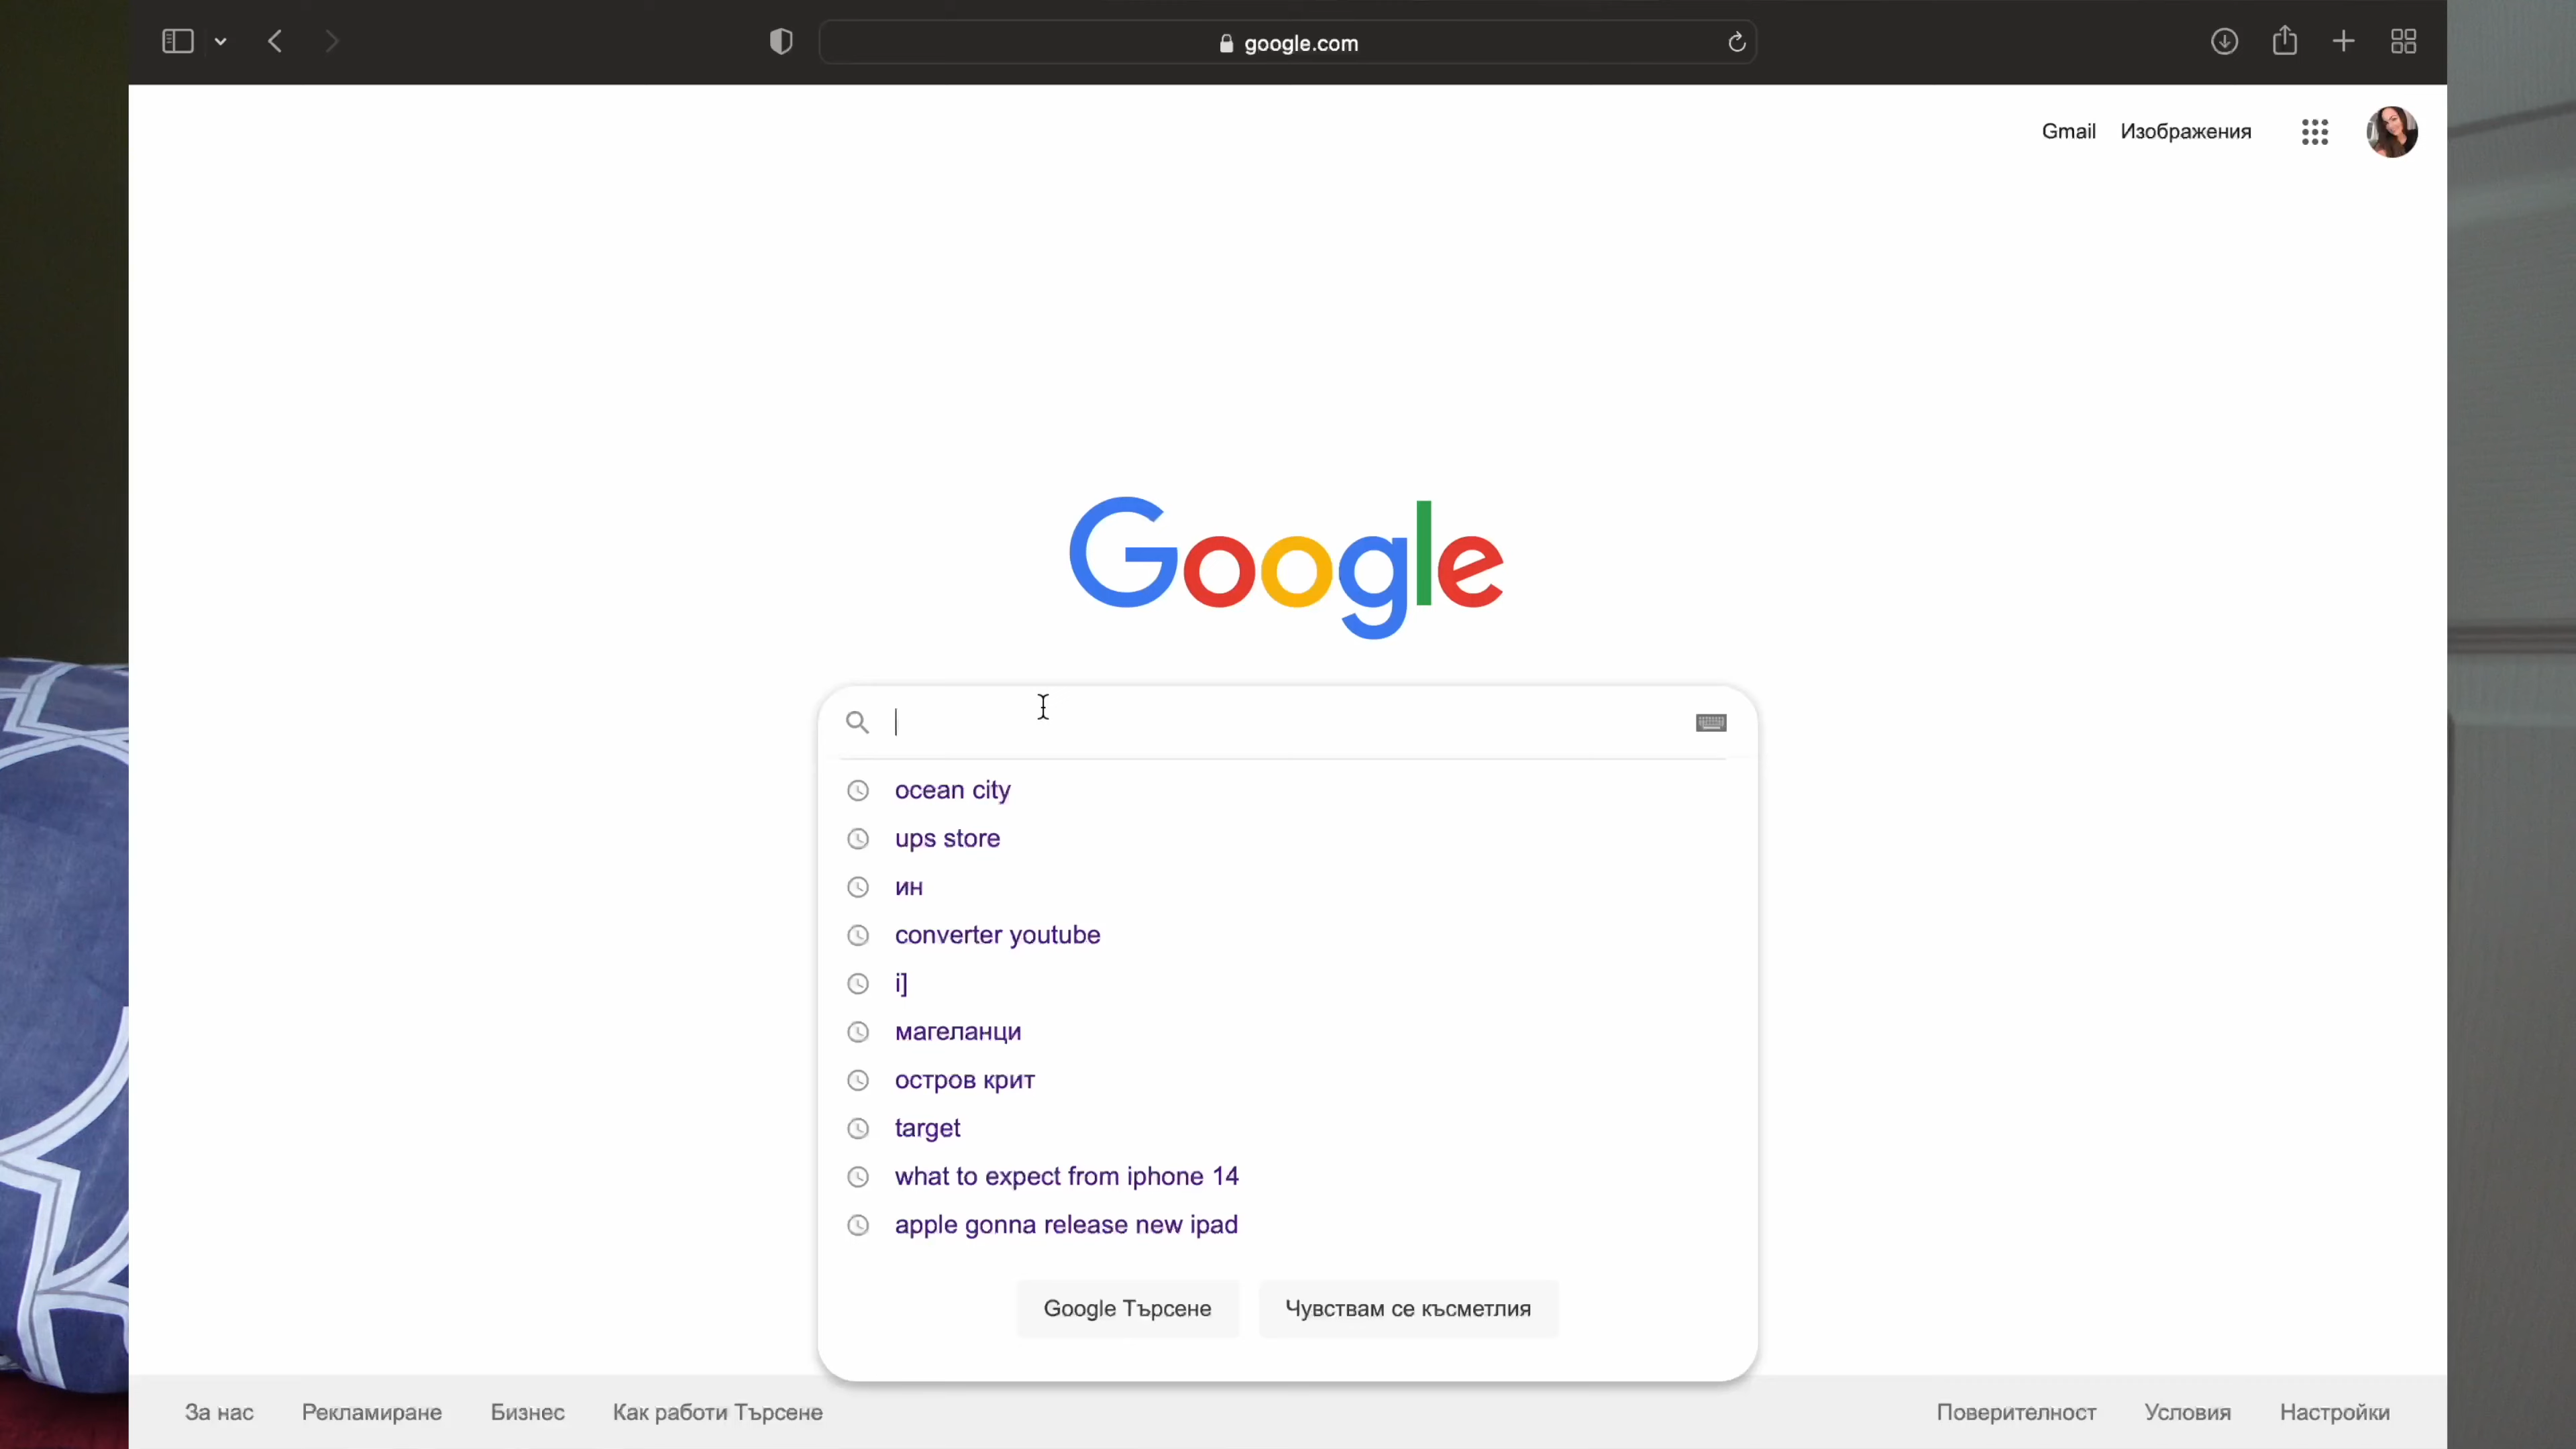 google.com
Gmail Изображения
Google
ocean city
ups store
ин
converter youtube
i]
магеланци
остров крит
target
what to expect from iphone 14
apple gonna release new ipad
Google Търсене Чувствам се късметлия
За нас Рекламиране Бизнес Как работи Търсене Поверителност Условия Настройки